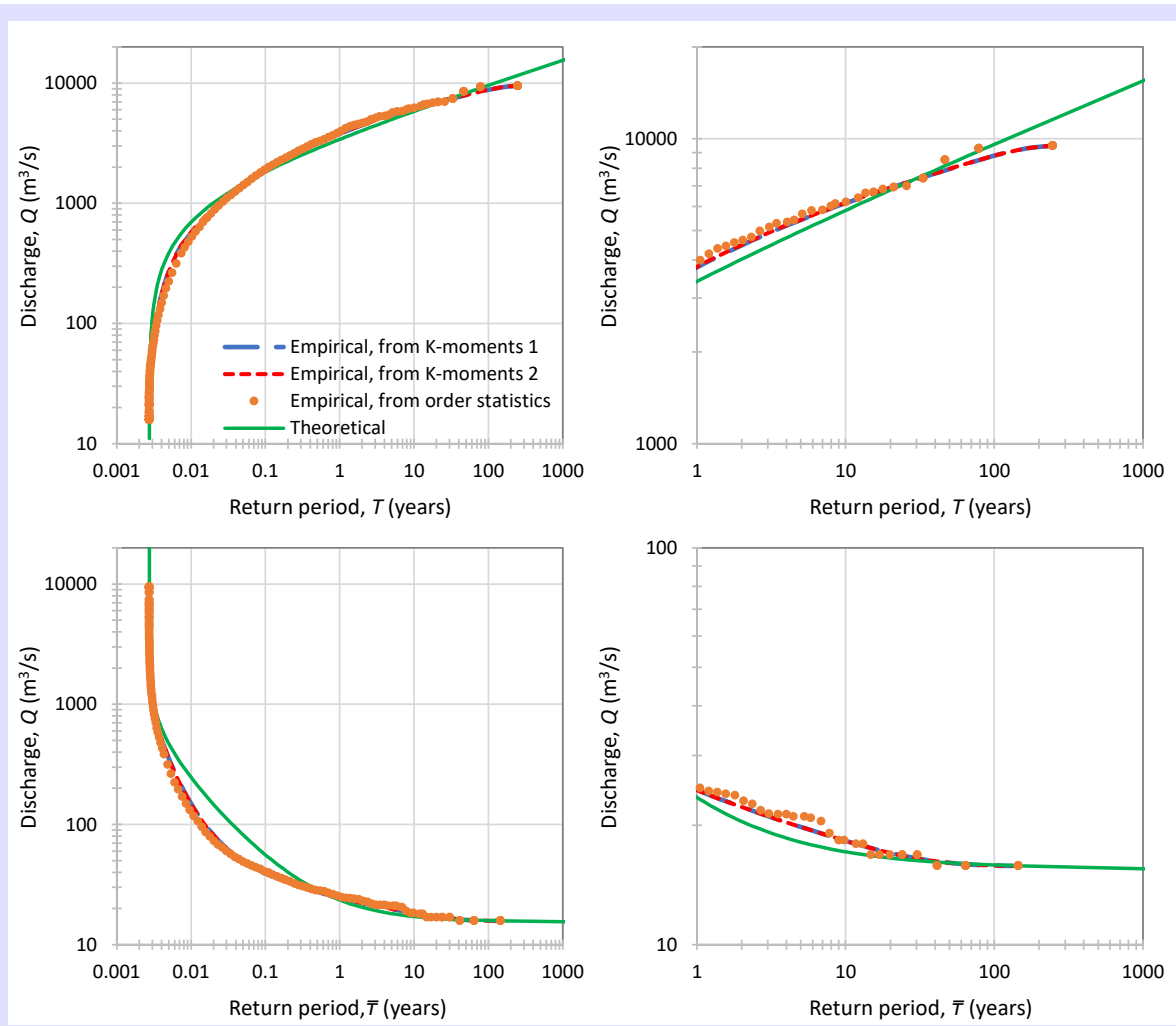 10000
1000
100
10
0.001 0.01 0.1 1 10 100 1000
Discharge, Q (m³/s)
Return period, T (years)
Empirical, from K-moments 1
Empirical, from K-moments 2
Empirical, from order statistics
Theoretical
10000
1000
1 10 100 1000
Discharge, Q (m³/s)
Return period, T (years)
10000
1000
100
10
0.001 0.01 0.1 1 10 100 1000
Discharge, Q (m³/s)
Return period, T̅ (years)
100
10
1 10 100 1000
Discharge, Q (m³/s)
Return period, T̅ (years)